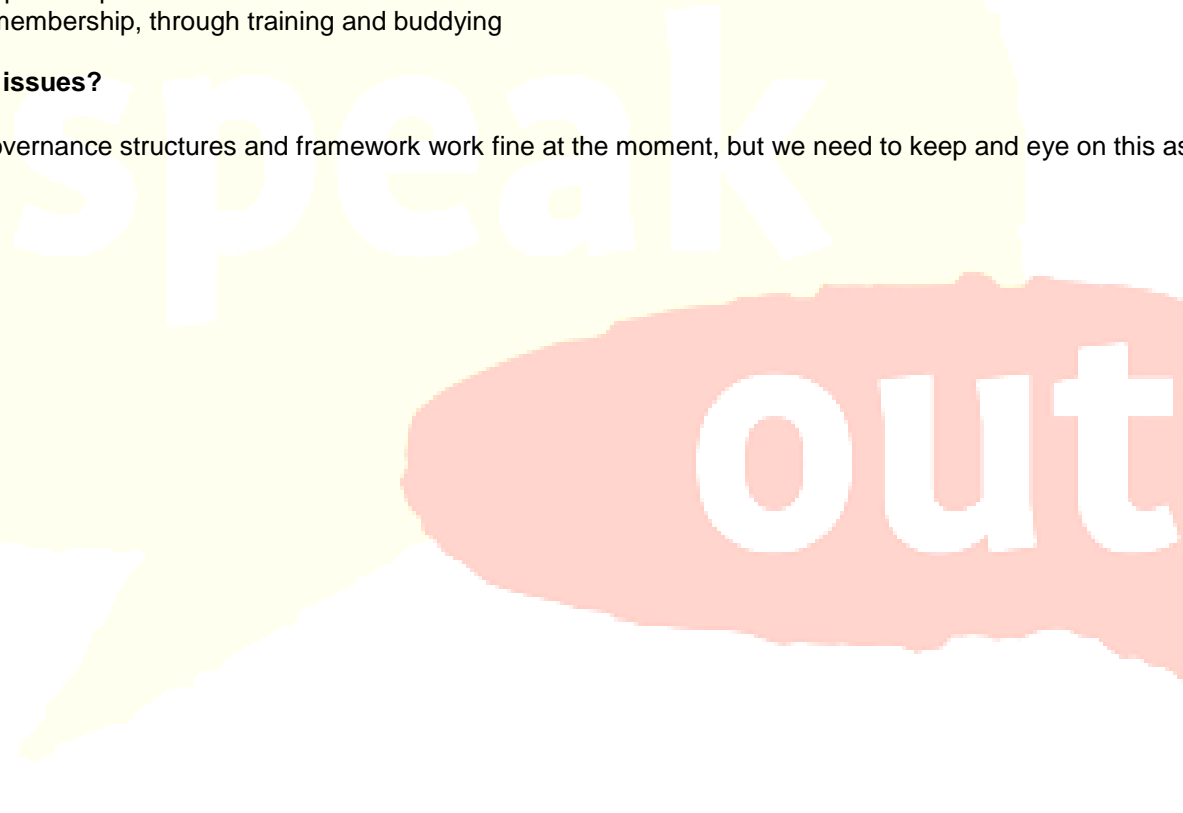 membership, through training and buddying
issues?
overnance structures and framework work fine at the moment, but we need to keep and eye on this as
speak
out